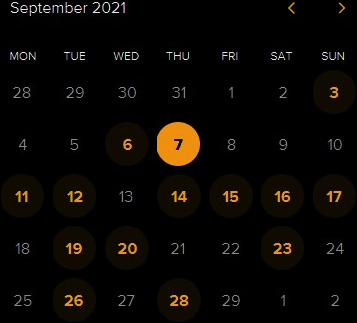 September 2021
MON TUE WED THU FRI SAT SUN
28 29 30 31 1 2 3
4 5 6 7 8 9 10
11 12 13 14 15 16 17
18 19 20 21 22 23 24
25 26 27 28 29 1 2